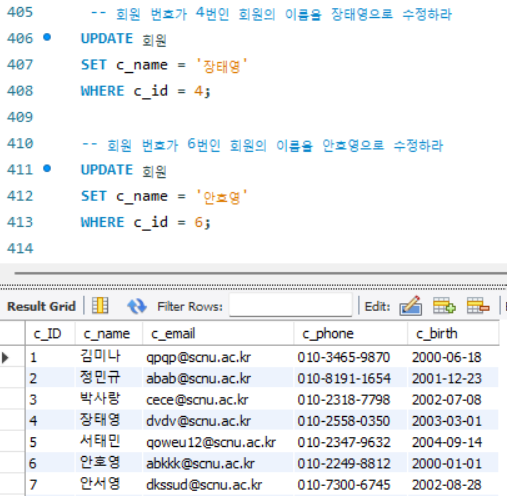 405 -- 회원 번호가 4번인 회원의 이름을 장태영으로 수정하라
406 UPDATE 회원
407 SET c_name = '장태영'
408 WHERE c_id = 4;
409
410 -- 회원 번호가 6번인 회원의 이름을 안호영으로 수정하라
411 UPDATE 회원
412 SET c_name = '안호영'
413 WHERE c_id = 6;
414
Result Grid Filter Rows: Edit:
c_ID c_name c_email c_phone c_birth
1 김미나 qpqp@scnu.ac.kr 010-3465-9870 2000-06-18
2 정민규 abab@scnu.ac.kr 010-8191-1654 2001-12-23
3 박사랑 cece@scnu.ac.kr 010-2318-7798 2002-07-08
4 장태영 dvdv@scnu.ac.kr 010-2558-0350 2003-03-01
5 서태민 qoweu12@scnu.ac.kr 010-2347-9632 2004-09-14
6 안호영 abkkk@scnu.ac.kr 010-2249-8812 2000-01-01
7 안서영 dkssud@scnu.ac.kr 010-7300-6745 2002-08-28